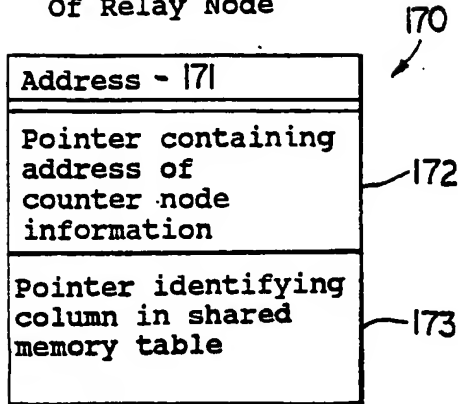 Of Relay Node
170
Address - 171
Pointer containing
address of
counter node
information
172
Pointer identifying
column in shared
memory table
173